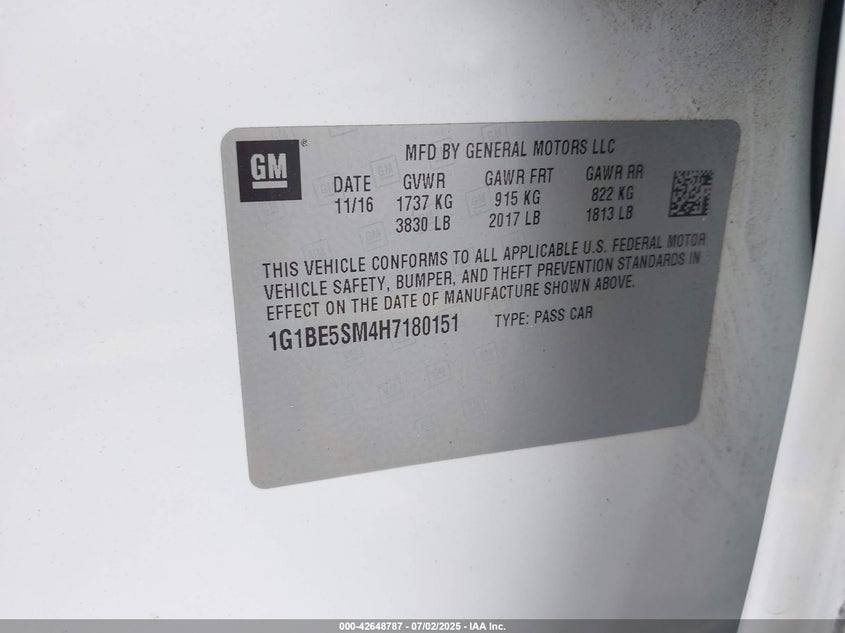 GM®
MFD BY GENERAL MOTORS LLC
DATE GVWR GAWR FRT GAWR RR
11/16 1737 KG 915 KG 822 KG
3830 LB 2017 LB 1813 LB
THIS VEHICLE CONFORMS TO ALL APPLICABLE U.S. FEDERAL MOTOR
VEHICLE SAFETY, BUMPER, AND THEFT PREVENTION STANDARDS IN
EFFECT ON THE DATE OF MANUFACTURE SHOWN ABOVE.
1G1BE5SM4H7180151 TYPE: PASS CAR
000-42648787 - 07/02/2025 - IAA Inc.